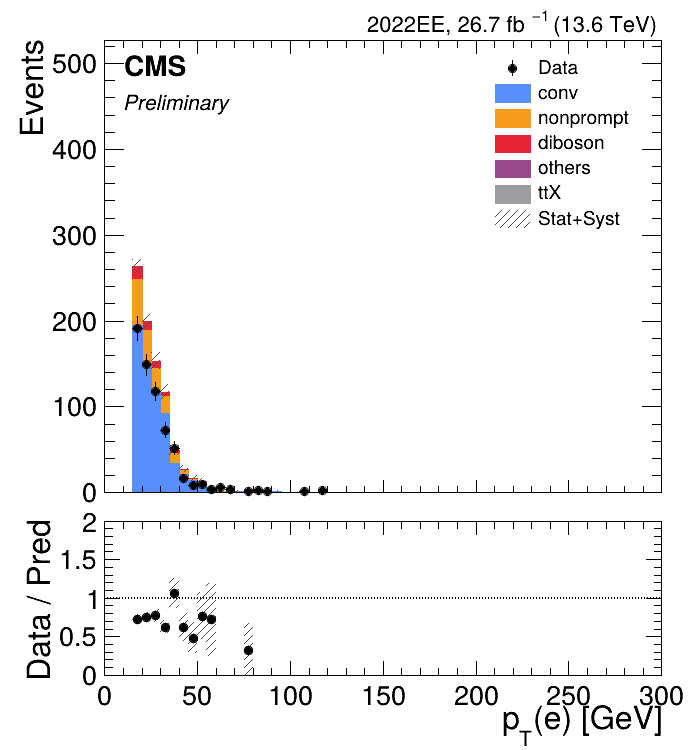 2022EE, 26.7 fb⁻¹ (13.6 TeV)
CMS
Preliminary
Events
Data
conv
nonprompt
diboson
others
ttX
Stat+Syst
500
400
300
200
100
0
Data / Pred
2
1.5
1
0.5
0
0 50 100 150 200 250 300
p_T(e) [GeV]